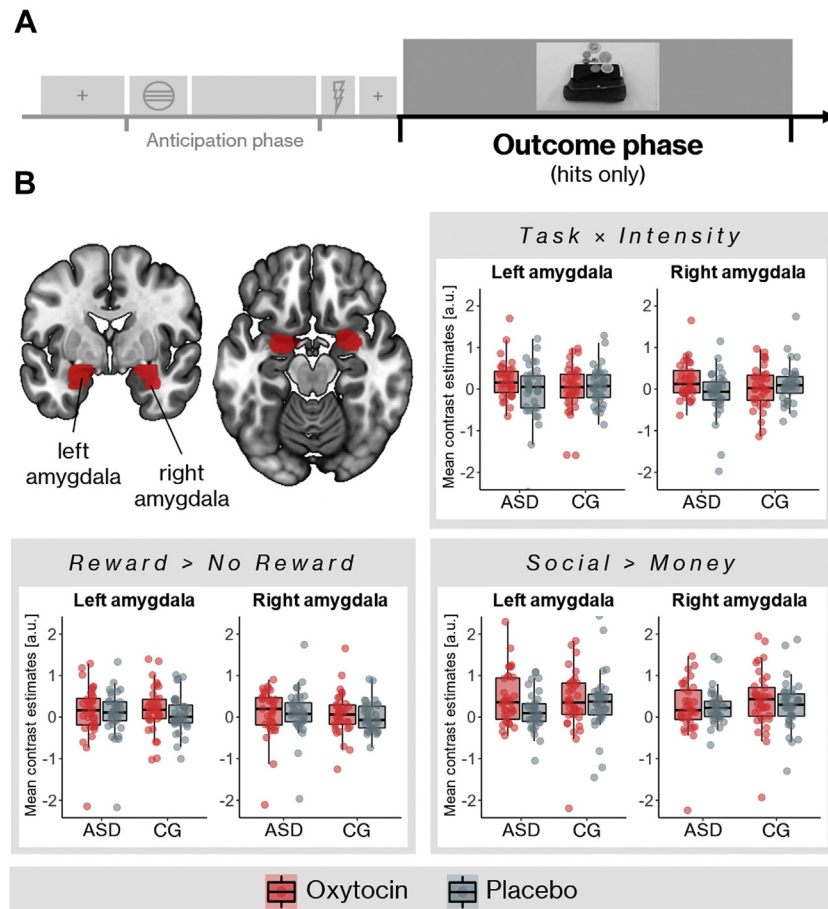 A
+
+
Anticipation phase
Outcome phase
(hits only)
B
left
amygdala
right
amygdala
Task × Intensity
Left amygdala
Right amygdala
Mean contrast estimates [a.u.]
2
1
0
-1
-2
ASD
CG
ASD
CG
Reward > No Reward
Left amygdala
Right amygdala
Mean contrast estimates [a.u.]
2
1
0
-1
-2
ASD
CG
ASD
CG
Social > Money
Left amygdala
Right amygdala
Mean contrast estimates [a.u.]
2
1
0
-1
-2
ASD
CG
ASD
CG
Oxytocin
Placebo